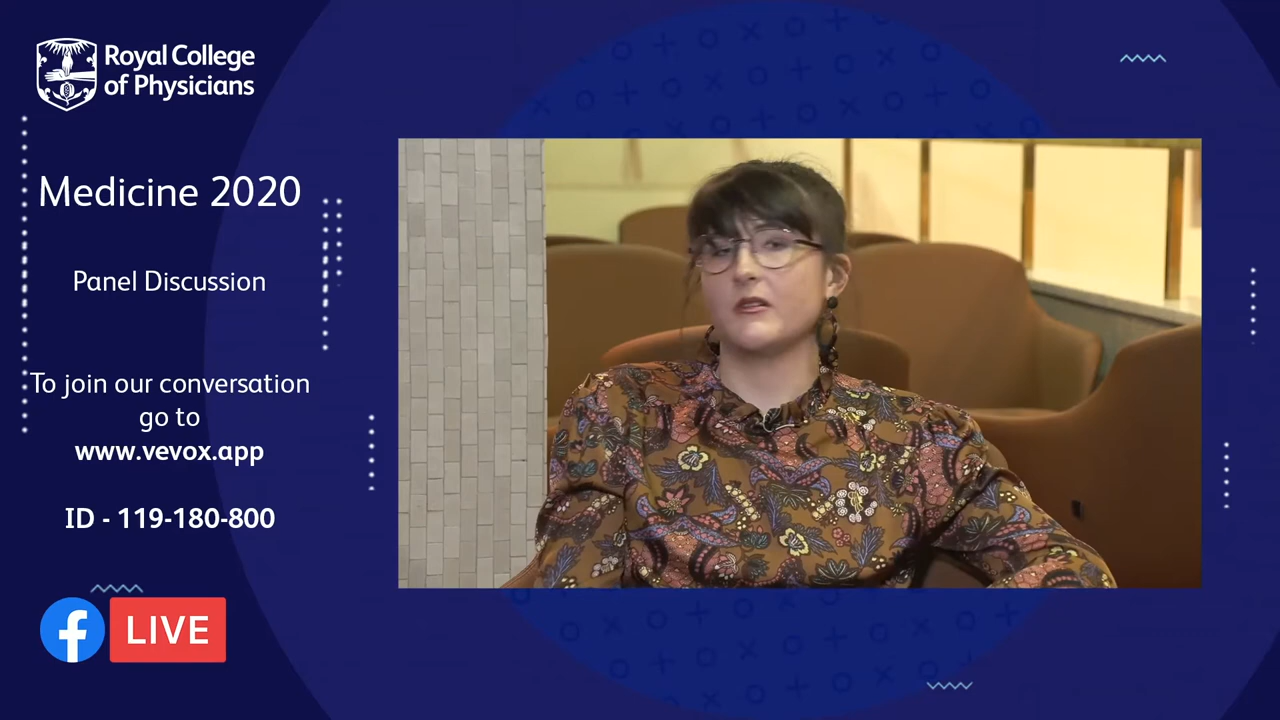 Royal College
of Physicians
Medicine 2020
Panel Discussion
To join our conversation
go to
www.vevox.app
ID - 119-180-800
f LIVE